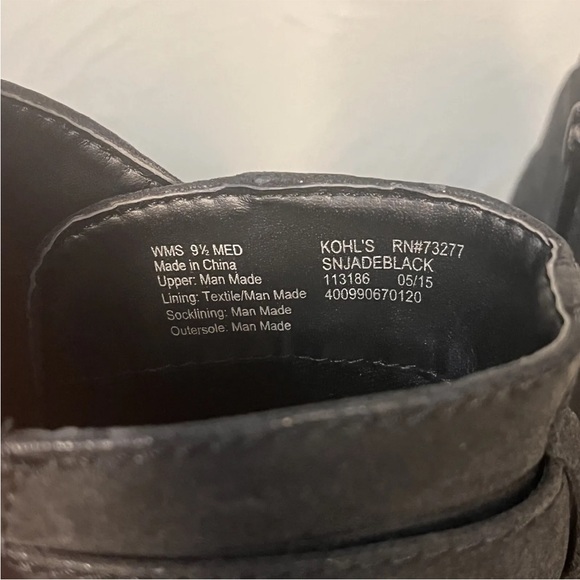 WMS 9½ MED
Made in China
Upper: Man Made
Lining: Textile/Man Made
Socklining: Man Made
Outersole: Man Made
KOHL'S RN#73277
SNJADEBLACK
113186 05/15
400990670120